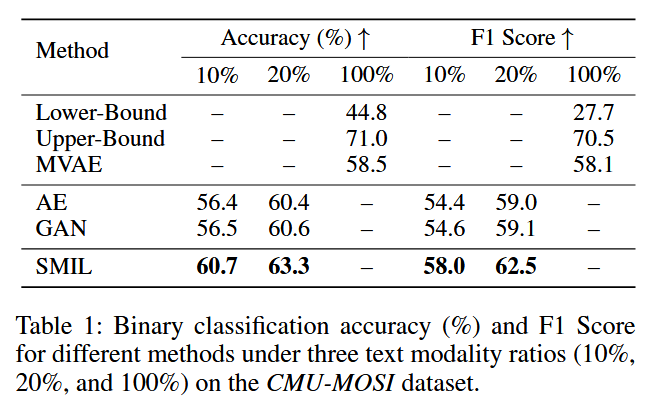 Method Accuracy (%) ↑ F1 Score ↑
10% 20% 100% 10% 20% 100%
Lower-Bound – – 44.8 – – 27.7
Upper-Bound – – 71.0 – – 70.5
MVAE – – 58.5 – – 58.1
AE 56.4 60.4 – 54.4 59.0 –
GAN 56.5 60.6 – 54.6 59.1 –
SMIL 60.7 63.3 – 58.0 62.5 –
Table 1: Binary classification accuracy (%) and F1 Score
for different methods under three text modality ratios (10%,
20%, and 100%) on the CMU-MOSI dataset.